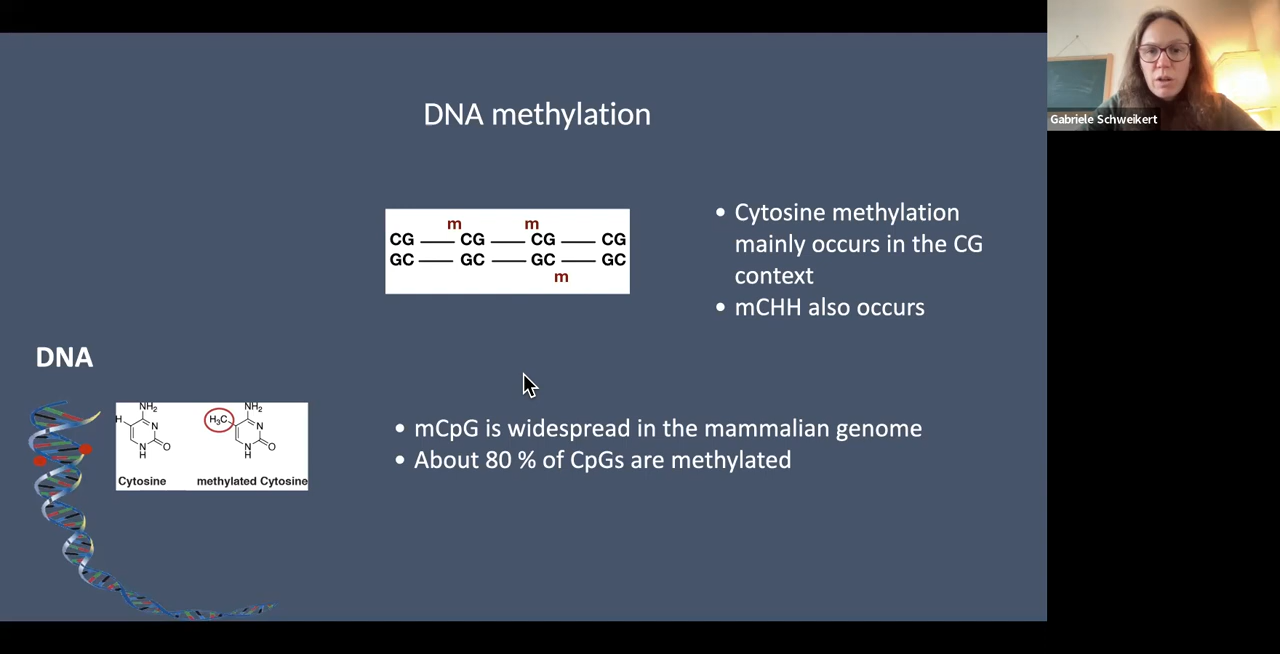 DNA methylation
m m
CG CG CG CG
GC GC GC GC
m
• Cytosine methylation
mainly occurs in the CG
context
• mCHH also occurs
DNA
NH2
H
N
O
N
H
Cytosine
NH2
H3C
N
O
N
H
methylated Cytosine
• mCpG is widespread in the mammalian genome
• About 80 % of CpGs are methylated
Gabriele Schweikert